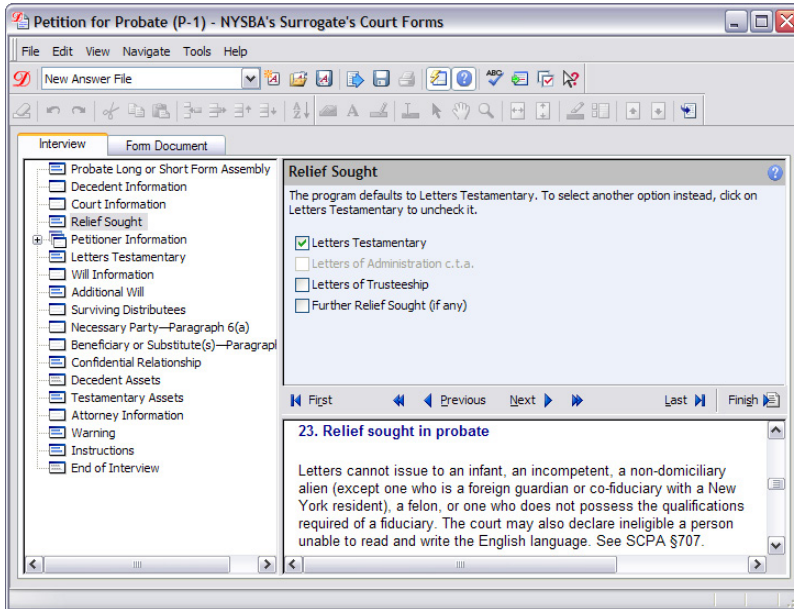 Petition for Probate (P-1) - NYSBA's Surrogate's Court Forms
File Edit View Navigate Tools Help
New Answer File
Interview
Form Document
Probate Long or Short Form Assembly
Decedent Information
Court Information
Relief Sought
Petitioner Information
Letters Testamentary
Will Information
Additional Will
Surviving Distributees
Necessary Party—Paragraph 6(a)
Beneficiary or Substitute(s)—Paragrapl
Confidential Relationship
Decedent Assets
Testamentary Assets
Attorney Information
Warning
Instructions
End of Interview
Relief Sought
The program defaults to Letters Testamentary. To select another option instead, click on
Letters Testamentary to uncheck it.
Letters Testamentary
Letters of Administration c.t.a.
Letters of Trusteeship
Further Relief Sought (if any)
First Previous Next Last Finish
23. Relief sought in probate
Letters cannot issue to an infant, an incompetent, a non-domiciliary
alien (except one who is a foreign guardian or co-fiduciary with a New
York resident), a felon, or one who does not possess the qualifications
required of a fiduciary. The court may also declare ineligible a person
unable to read and write the English language. See SCPA §707.